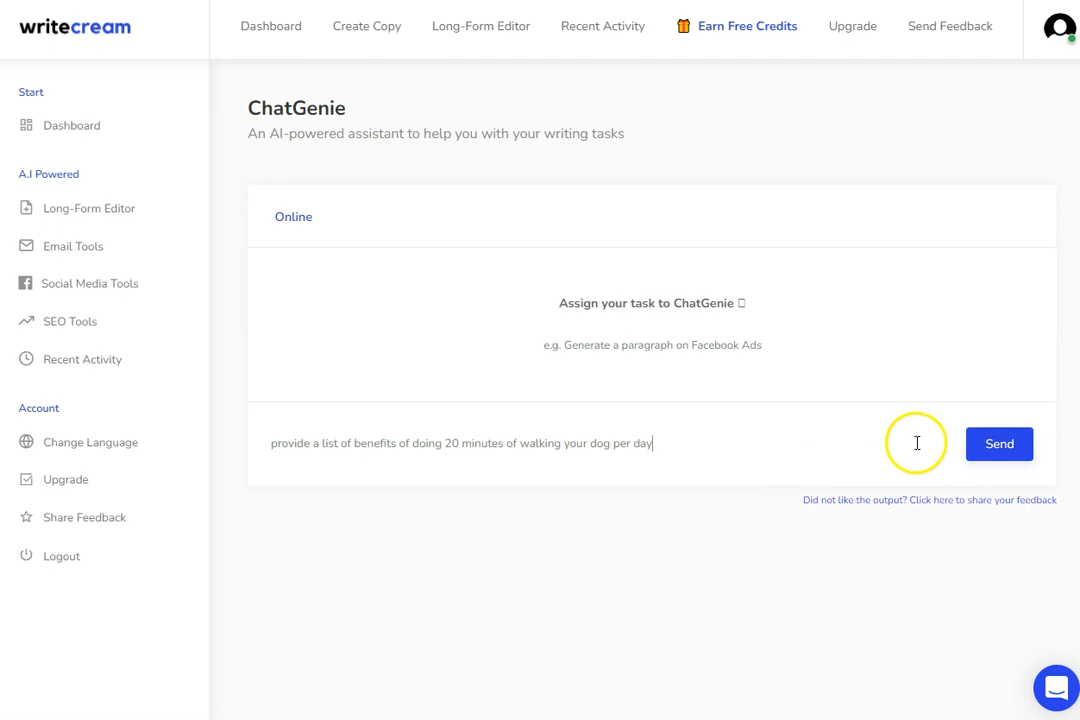 writecream
Dashboard
Create Copy
Long-Form Editor
Recent Activity
Earn Free Credits
Upgrade
Send Feedback
Start
Dashboard
A.I Powered
Long-Form Editor
Email Tools
Social Media Tools
SEO Tools
Recent Activity
Account
Change Language
Upgrade
Share Feedback
Logout
ChatGenie
An AI-powered assistant to help you with your writing tasks
Online
Assign your task to ChatGenie
e.g. Generate a paragraph on Facebook Ads
provide a list of benefits of doing 20 minutes of walking your dog per day
Send
Did not like the output? Click here to share your feedback